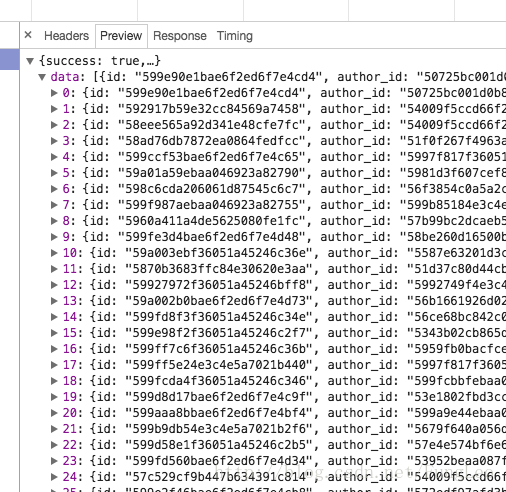 × Headers Preview Response Timing
▼ {success: true,…}
▼ data: [{id: "599e90e1bae6f2ed6f7e4cd4", author_id: "50725bc001d0
▶ 0: {id: "599e90e1bae6f2ed6f7e4cd4", author_id: "50725bc001d0b8
▶ 1: {id: "592917b59e32cc84569a7458", author_id: "54009f5ccd66f2
▶ 2: {id: "58eee565a92d341e48cfe7fc", author_id: "54009f5ccd66f2
▶ 3: {id: "58ad76db7872ea0864fedfcc", author_id: "51f0f267f4963a
▶ 4: {id: "599ccf53bae6f2ed6f7e4c65", author_id: "5997f817f36051
▶ 5: {id: "59a01a59ebaa046923a82790", author_id: "5981d3f607cef8
▶ 6: {id: "598c6cda206061d87545c6c7", author_id: "56f3854c0a5a2c
▶ 7: {id: "599f987aebaa046923a82755", author_id: "599b85184e3c4e
▶ 8: {id: "5960a411a4de5625080fe1fc", author_id: "57b99bc2dcaeb5
▶ 9: {id: "599fe3d4bae6f2ed6f7e4d48", author_id: "58be260d16500b
▶ 10: {id: "59a003ebf36051a45246c36e", author_id: "5587e63201d3c
▶ 11: {id: "5870b3683ffc84e30620e3aa", author_id: "51d37c80d44cb
▶ 12: {id: "59927972f36051a45246bff8", author_id: "5992749f4e3c4
▶ 13: {id: "59a002b0bae6f2ed6f7e4d73", author_id: "56b1661926d02
▶ 14: {id: "599fd8f3f36051a45246c34e", author_id: "56ce68bc842c0
▶ 15: {id: "599e98f2f36051a45246c2f7", author_id: "5343b02cb865d
▶ 16: {id: "599ff7c6f36051a45246c36b", author_id: "5959fb0bacfce
▶ 17: {id: "599ff5e24e3c4e5a7021b440", author_id: "5997f817f3605
▶ 18: {id: "599fcda4f36051a45246c346", author_id: "599fcbbfebaa0
▶ 19: {id: "599d8d17bae6f2ed6f7e4c9f", author_id: "53e1802fbd3cc
▶ 20: {id: "599aaa8bbae6f2ed6f7e4bf4", author_id: "599a9e44ebaa0
▶ 21: {id: "599b9db54e3c4e5a7021b2f6", author_id: "5679f640a056d
▶ 22: {id: "599d58e1f36051a45246c2b5", author_id: "57e4e574bf6e6
▶ 23: {id: "599fd560bae6f2ed6f7e4d34", author_id: "53952beaa087f
▶ 24: {id: "57c529cf9b447b634391c814", author_id: "54009f5ccd66f